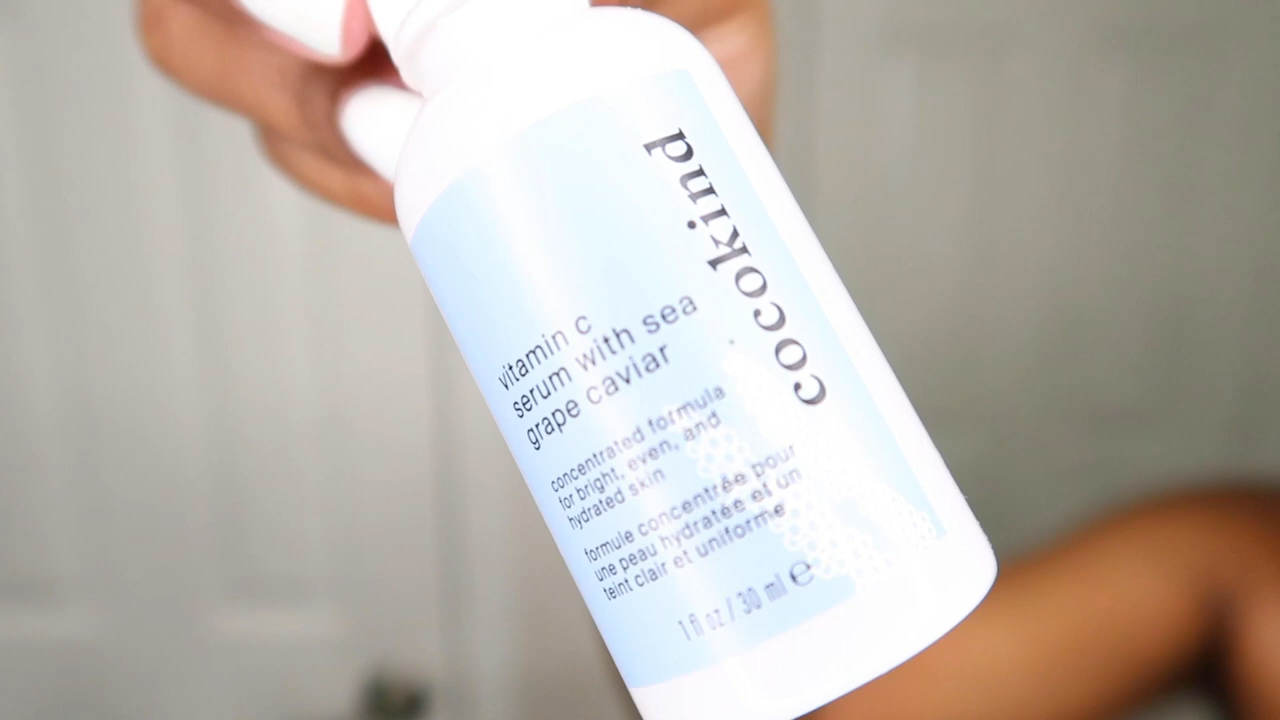 cocokind
vitamin c
serum with sea
grape caviar
concentrated formula
for bright, even, and
hydrated skin
formule concentrée pour
une peau hydratée et un
teint clair et uniforme
1 fl oz / 30 ml ℮